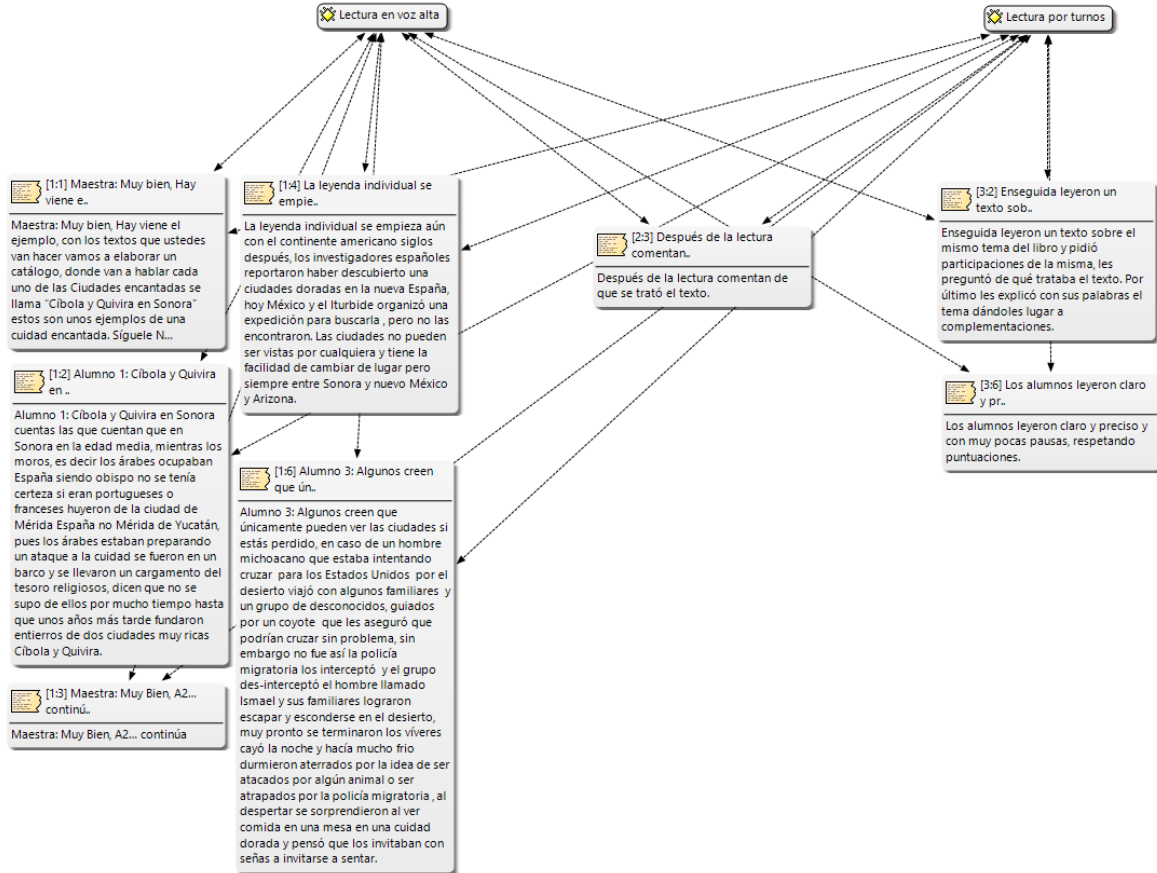 Lectura en voz alta
Lectura por turnos
[1:1] Maestra: Muy bien, Hay
viene e..
Maestra: Muy bien, Hay viene el
ejemplo, con los textos que ustedes
van hacer vamos a elaborar un
catálogo, donde van a hablar cada
uno de las Ciudades encantadas se
llama “Cíbola y Quivira en Sonora”
estos son unos ejemplos de una
cuidad encantada. Síguele N...
[1:4] La leyenda individual se
empie..
La leyenda individual se empieza aún
con el continente americano siglos
después, los investigadores españoles
reportaron haber descubierto una
ciudades doradas en la nueva España,
hoy México y el Iturbide organizó una
expedición para buscarla , pero no las
encontraron. Las ciudades no pueden
ser vistas por cualquiera y tiene la
facilidad de cambiar de lugar pero
siempre entre Sonora y nuevo México
y Arizona.
[2:3] Después de la lectura
comentan..
Después de la lectura comentan de
que se trató el texto.
[3:2] Enseguida leyeron un
texto sob..
Enseguida leyeron un texto sobre el
mismo tema del libro y pidió
participaciones de la misma, les
preguntó de qué trataba el texto. Por
último les explicó con sus palabras el
tema dándoles lugar a
complementaciones.
[1:2] Alumno 1: Cíbola y Quivira
en ..
Alumno 1: Cíbola y Quivira en Sonora
cuentas las que cuentan que en
Sonora en la edad media, mientras los
moros, es decir los árabes ocupaban
España siendo obispo no se tenía
certeza si eran portugueses o
franceses huyeron de la ciudad de
Mérida España no Mérida de Yucatán,
pues los árabes estaban preparando
un ataque a la cuidad se fueron en un
barco y se llevaron un cargamento del
tesoro religiosos, dicen que no se
supo de ellos por mucho tiempo hasta
que unos años más tarde fundaron
entierros de dos ciudades muy ricas
Cíbola y Quivira.
[3:6] Los alumnos leyeron claro
y pr..
Los alumnos leyeron claro y preciso y
con muy pocas pausas, respetando
puntuaciones.
[1:6] Alumno 3: Algunos creen
que ún..
Alumno 3: Algunos creen que
únicamente pueden ver las ciudades si
estás perdido, en caso de un hombre
michoacano que estaba intentando
cruzar para los Estados Unidos por el
desierto viajó con algunos familiares y
un grupo de desconocidos, guiados
por un coyote que les aseguró que
podrían cruzar sin problema, sin
embargo no fue así la policía
migratoria los interceptó y el grupo
des-interceptó el hombre llamado
Ismael y sus familiares lograron
escapar y esconderse en el desierto,
muy pronto se terminaron los víveres
cayó la noche y hacía mucho frio
durmieron aterrados por la idea de ser
atacados por algún animal o ser
atrapados por la policía migratoria , al
despertar se sorprendieron al ver
comida en una mesa en una cuidad
dorada y pensó que los invitaban con
señas a invitarse a sentar.
[1:3] Maestra: Muy Bien, A2...
continú..
Maestra: Muy Bien, A2... continúa